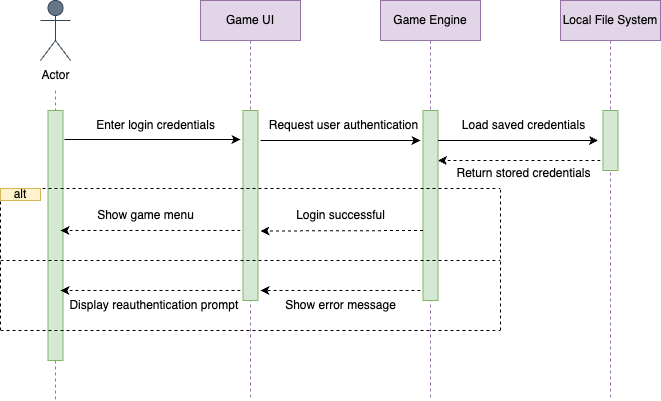 Game UI
Game Engine
Local File System
Actor
Enter login credentials
Request user authentication
Load saved credentials
Return stored credentials
alt
Show game menu
Login successful
Display reauthentication prompt
Show error message